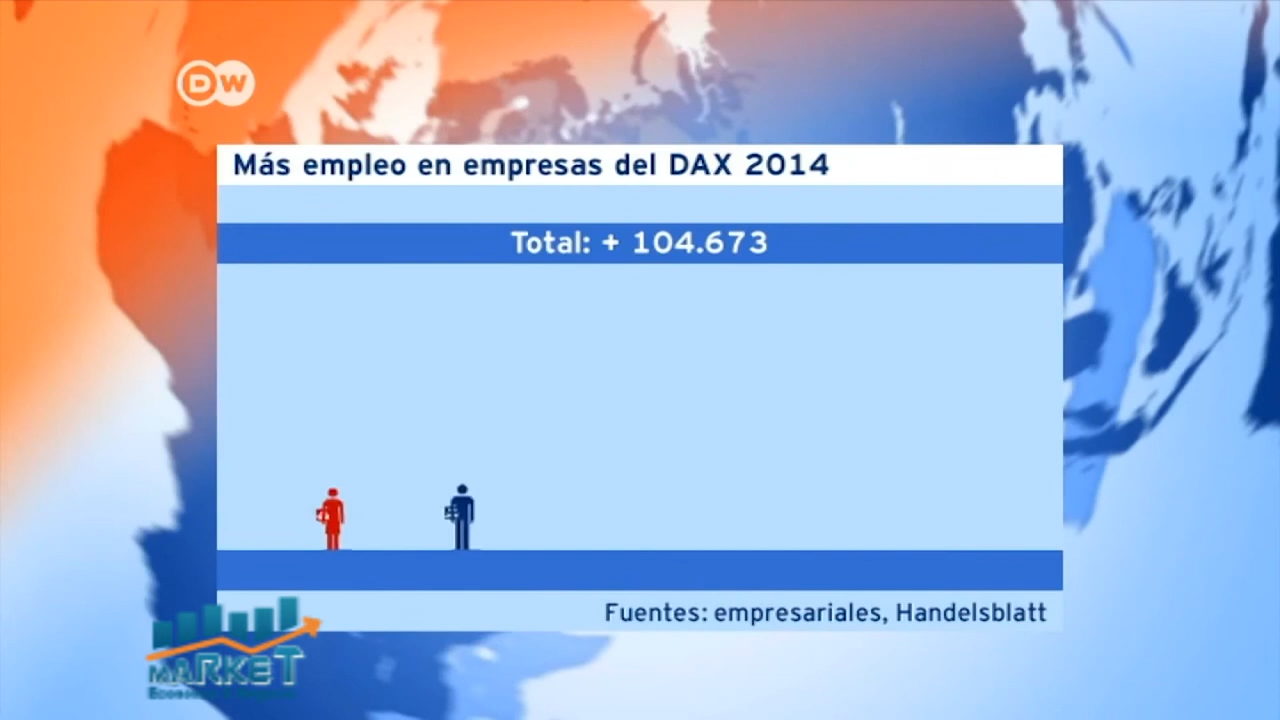 DW
Más empleo en empresas del DAX 2014
Total: + 104.673
Fuentes: empresariales, Handelsblatt
MARKET